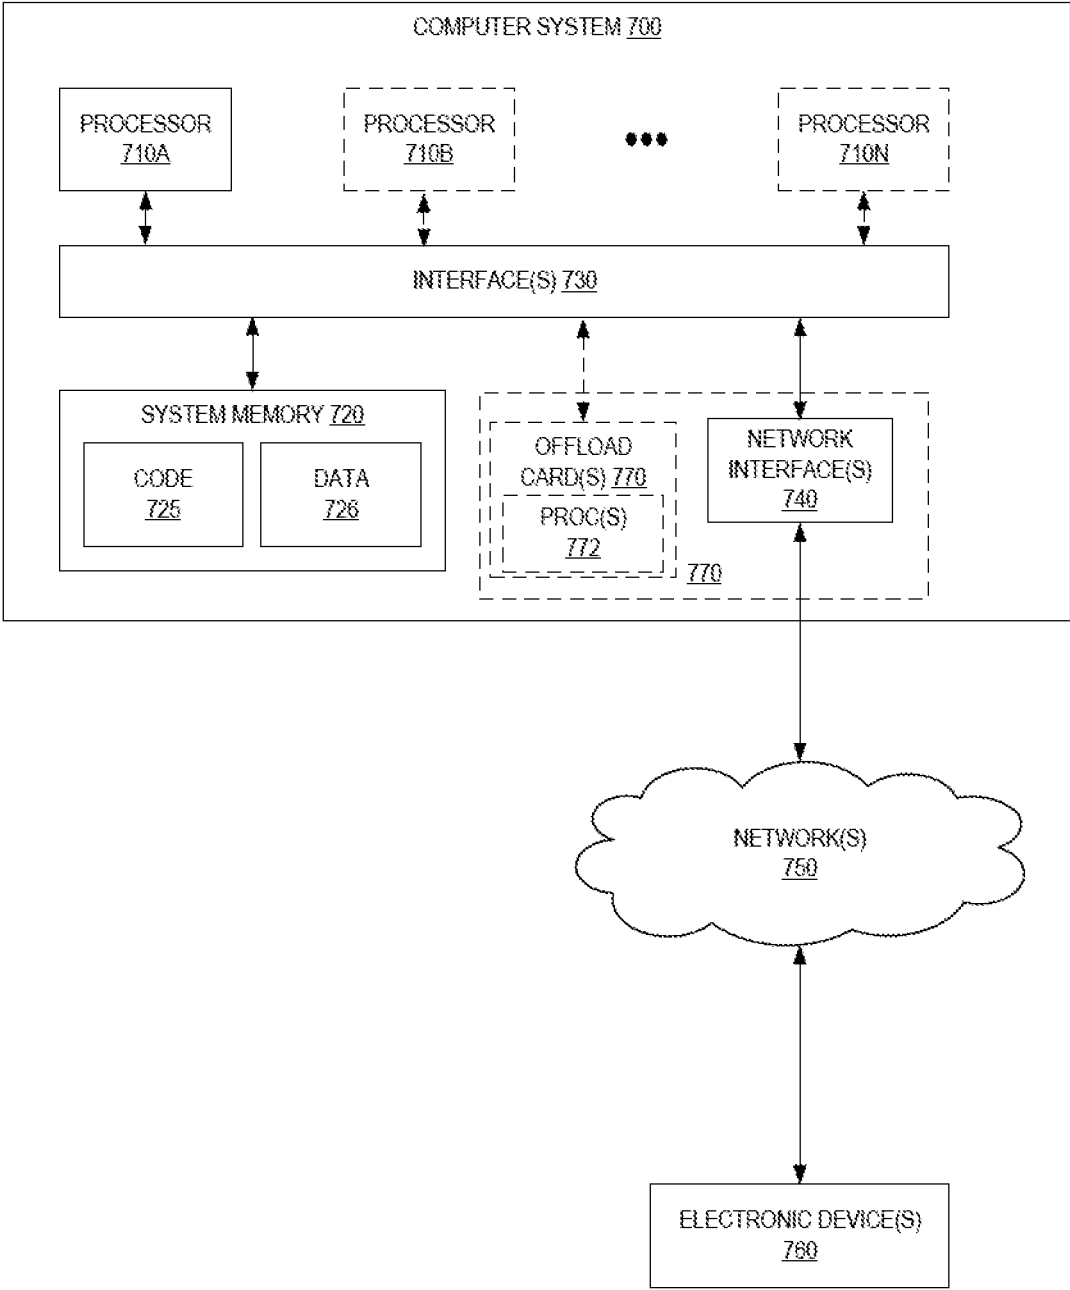 COMPUTER SYSTEM 700
PROCESSOR
710A
PROCESSOR
710B
PROCESSOR
710N
INTERFACE(S) 730
SYSTEM MEMORY 720
CODE
725
DATA
726
OFFLOAD
CARD(S) 770
PROC(S)
772
770
NETWORK
INTERFACE(S)
740
NETWORK(S)
750
ELECTRONIC DEVICE(S)
760